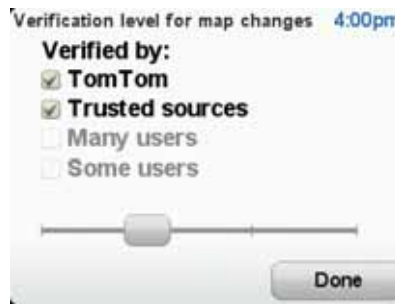 Verification level for map changes 4:00pm
Verified by:
TomTom
Trusted sources
Many users
Some users
Done